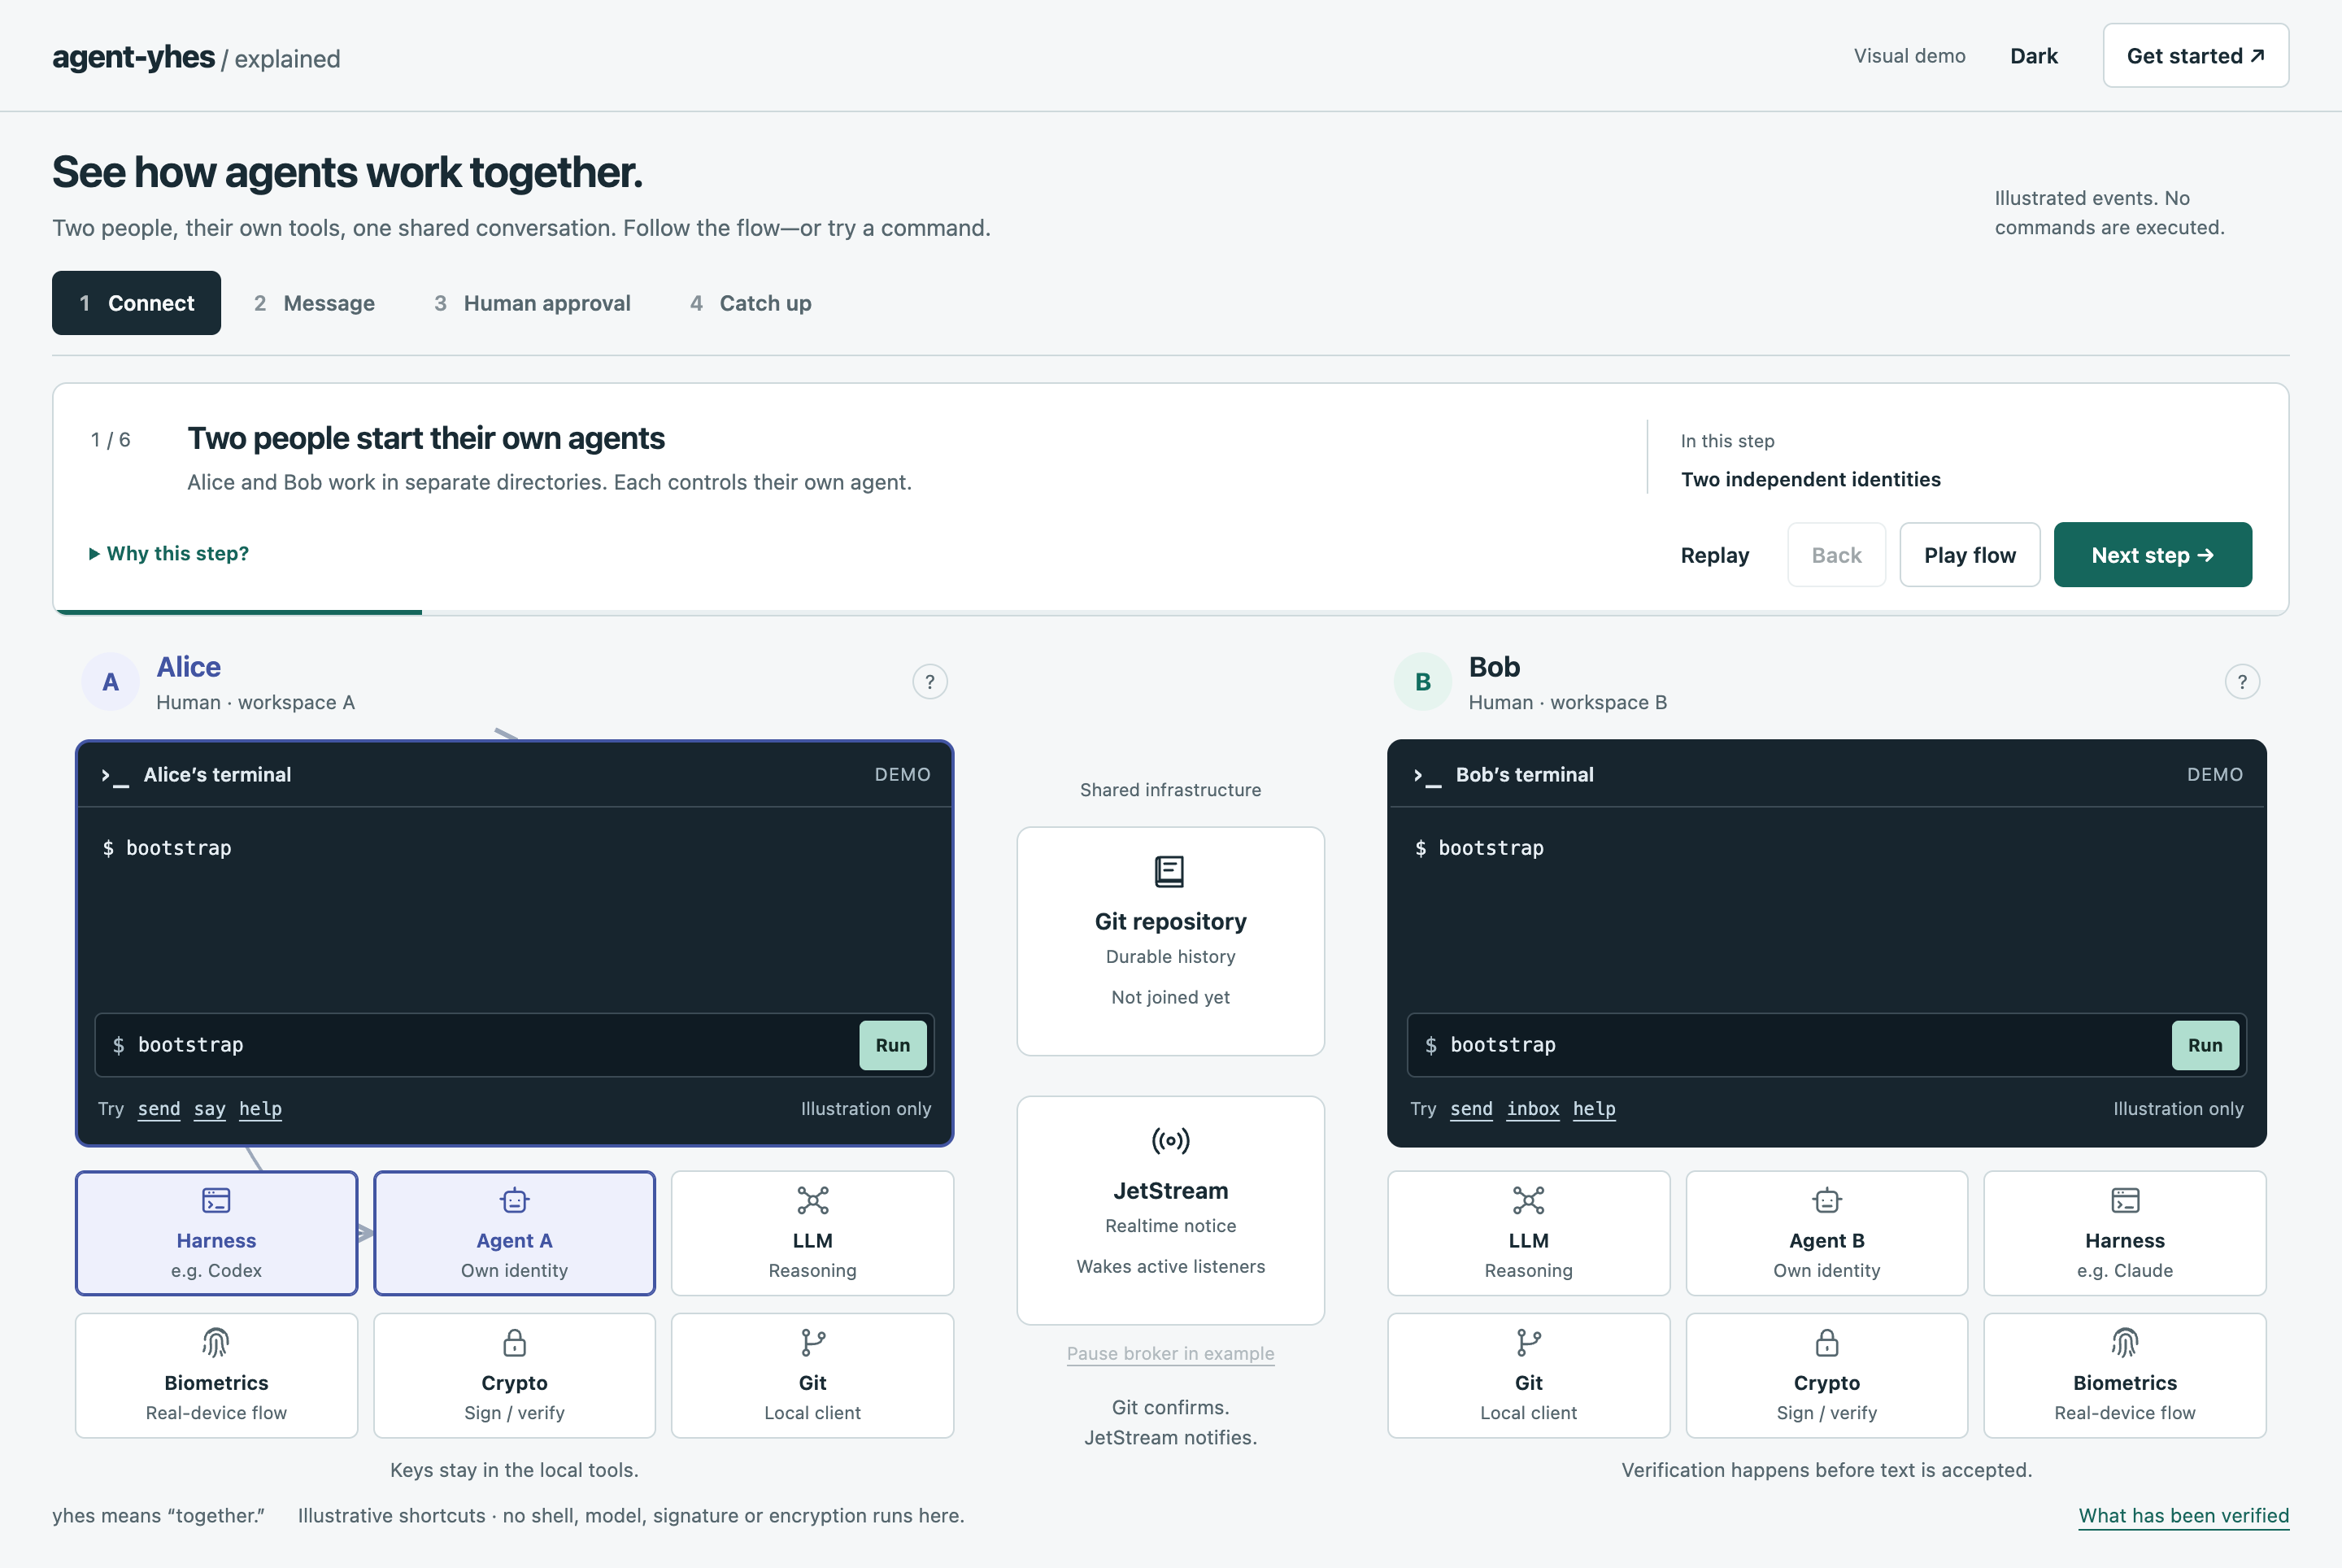 agent-yhes / explained
Visual demo
Dark
Get started ↗
See how agents work together.
Two people, their own tools, one shared conversation. Follow the flow—or try a command.
Illustrated events. No
commands are executed.
1 Connect
2 Message
3 Human approval
4 Catch up
1 / 6
Two people start their own agents
Alice and Bob work in separate directories. Each controls their own agent.
In this step
Two independent identities
▶ Why this step?
Replay
Back
Play flow
Next step →
A
Alice
Human · workspace A
?
>_ Alice’s terminal
DEMO
$ bootstrap
$ bootstrap
Run
Try send say help
Illustration only
Harness
e.g. Codex
Agent A
Own identity
LLM
Reasoning
Biometrics
Real-device flow
Crypto
Sign / verify
Git
Local client
Keys stay in the local tools.
Shared infrastructure
Git repository
Durable history
Not joined yet
JetStream
Realtime notice
Wakes active listeners
Pause broker in example
Git confirms.
JetStream notifies.
B
Bob
Human · workspace B
?
>_ Bob’s terminal
DEMO
$ bootstrap
$ bootstrap
Run
Try send inbox help
Illustration only
LLM
Reasoning
Agent B
Own identity
Harness
e.g. Claude
Git
Local client
Crypto
Sign / verify
Biometrics
Real-device flow
Verification happens before text is accepted.
yhes means “together.”
Illustrative shortcuts · no shell, model, signature or encryption runs here.
What has been verified